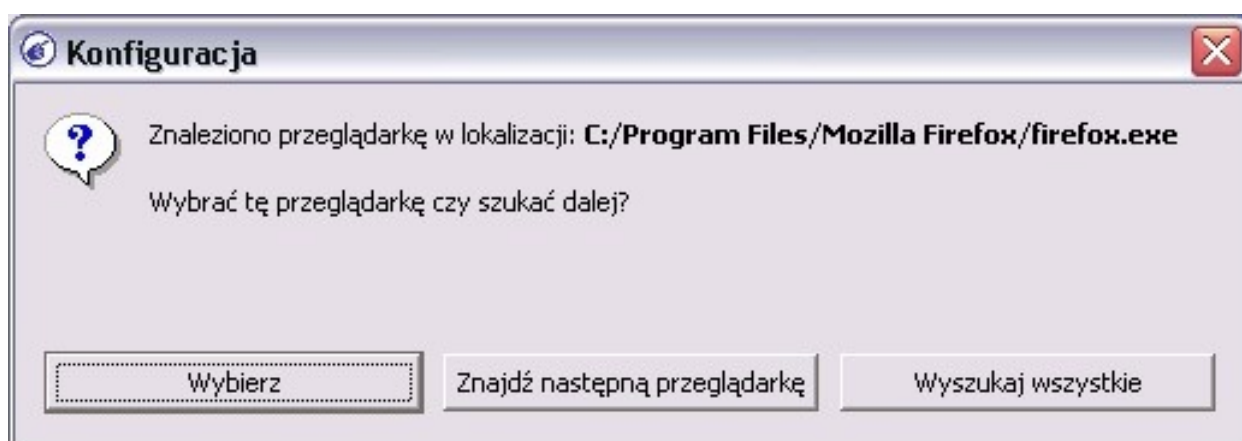 Konfiguracja
Znaleziono przeglądarkę w lokalizacji: C:/Program Files/Mozilla Firefox/firefox.exe
Wybrać tę przeglądarkę czy szukać dalej?
Wybierz Znajdź następną przeglądarkę Wyszukaj wszystkie